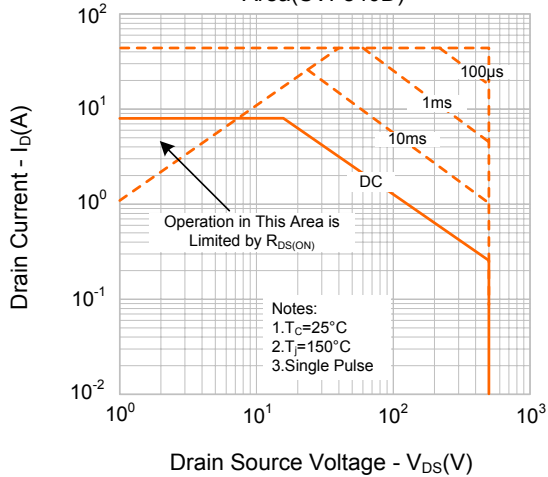 10²
10¹
10⁰
10⁻¹
10⁻²
10⁰
10¹
10²
10³
Drain Current - I_D(A)
Drain Source Voltage - V_DS(V)
100µs
1ms
10ms
DC
Operation in This Area is
Limited by R_DS(ON)
Notes:
1.T_C=25°C
2.T_j=150°C
3.Single Pulse